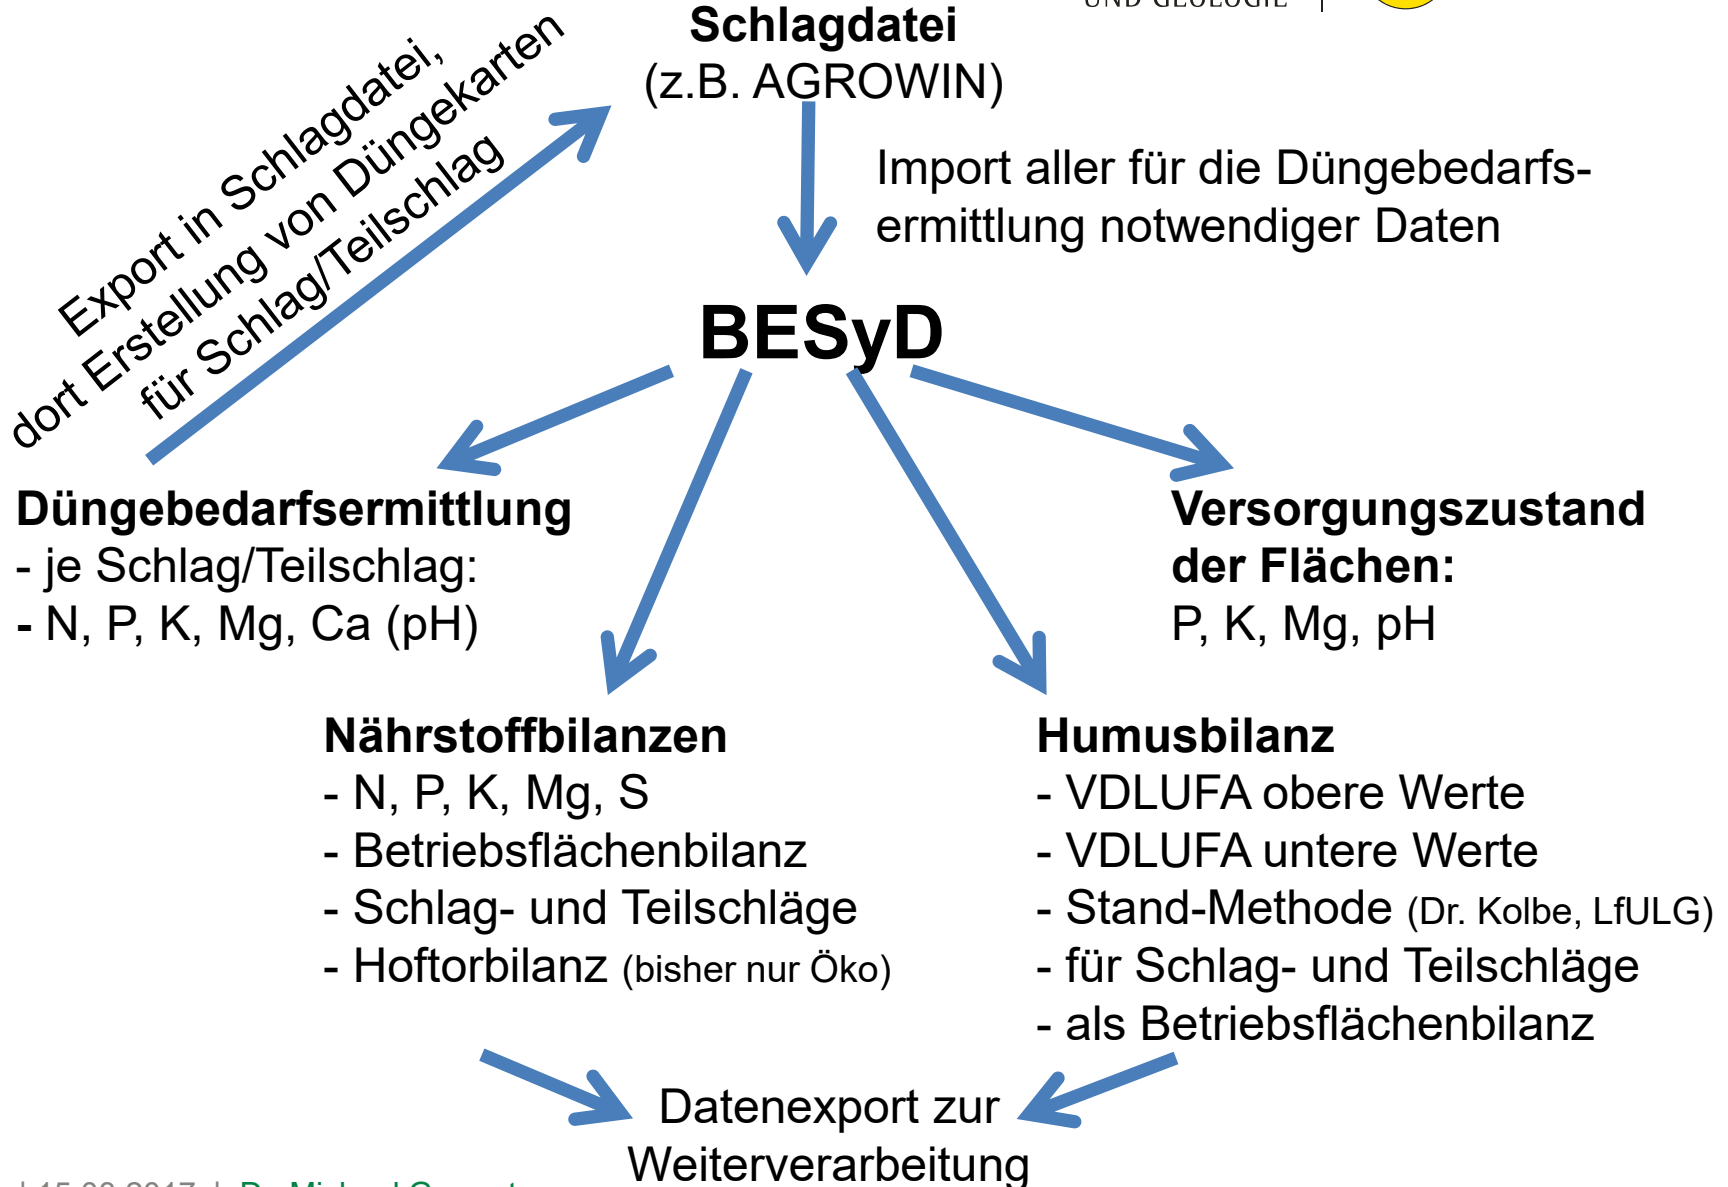 UND GEOLOGIE
Schlagdatei
(z.B. AGROWIN)
Export in Schlagdatei,
dort Erstellung von Düngekarten
für Schlag/Teilschlag
Import aller für die Düngebedarfs-
ermittlung notwendiger Daten
BESyD
Düngebedarfsermittlung
- je Schlag/Teilschlag:
- N, P, K, Mg, Ca (pH)
Versorgungszustand
der Flächen:
P, K, Mg, pH
Nährstoffbilanzen
- N, P, K, Mg, S
- Betriebsflächenbilanz
- Schlag- und Teilschläge
- Hoftorbilanz (bisher nur Öko)
Humusbilanz
- VDLUFA obere Werte
- VDLUFA untere Werte
- Stand-Methode (Dr. Kolbe, LfULG)
- für Schlag- und Teilschläge
- als Betriebsflächenbilanz
Datenexport zur
Weiterverarbeitung